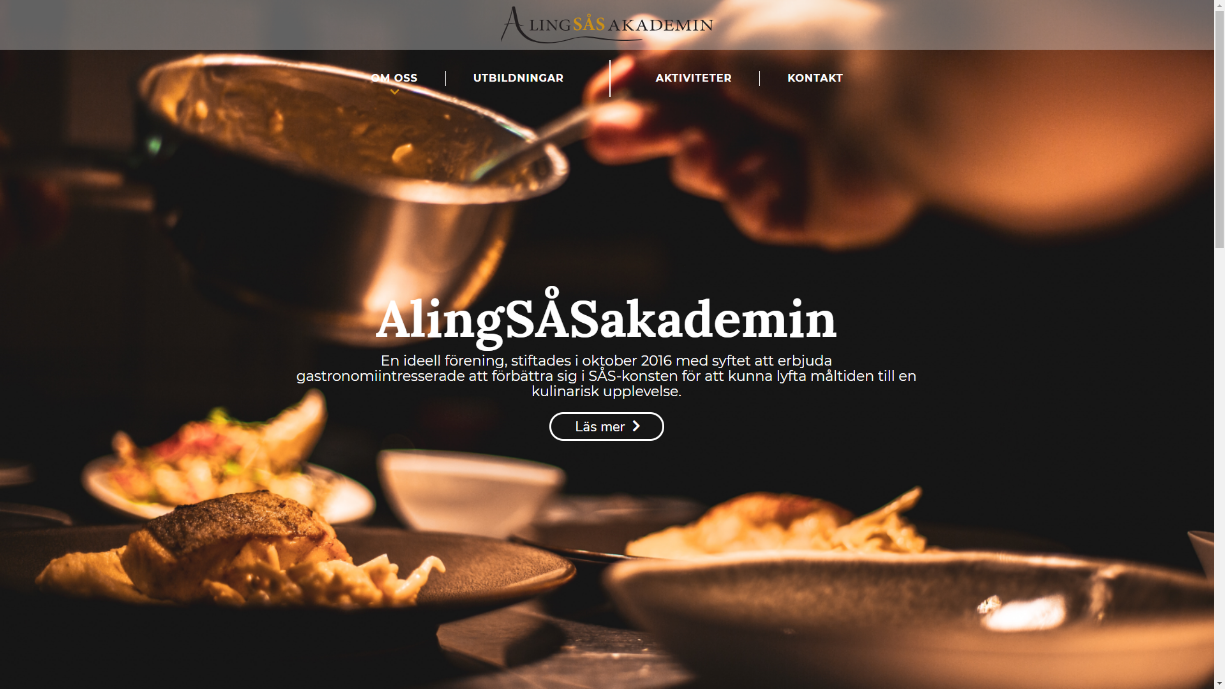 ALINGSÅSAKADEMIN
OM OSS
UTBILDNINGAR
AKTIVITETER
KONTAKT
AlingSÅSakademin
En ideell förening, stiftades i oktober 2016 med syftet att erbjuda
gastronomiintresserade att förbättra sig i SÅS-konsten för att kunna lyfta måltiden till en
kulinarisk upplevelse.
Läs mer